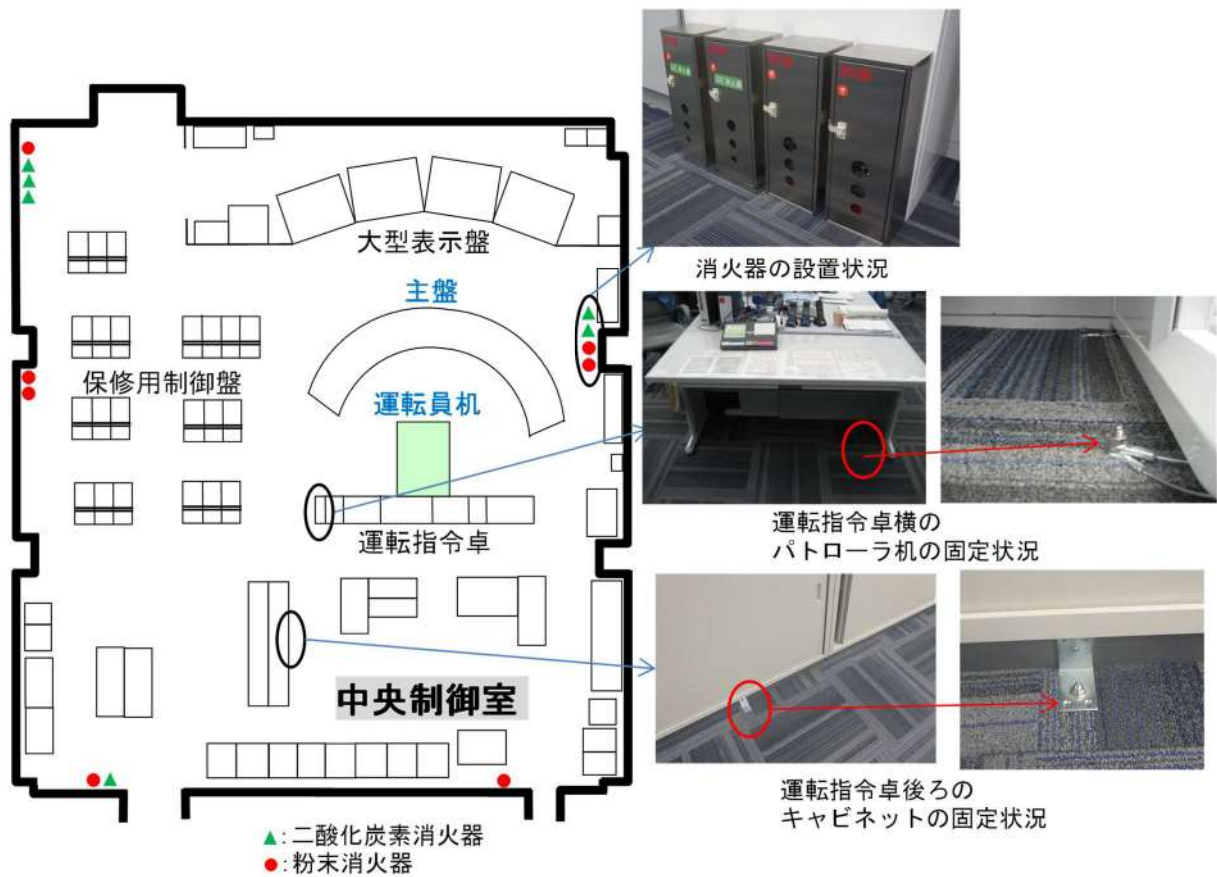 大型表示盤
主盤
保修用制御盤
運転員机
運転指令卓
中央制御室
▲:二酸化炭素消火器
●:粉末消火器
消火器の設置状況
運転指令卓横の
パトローラ机の固定状況
運転指令卓後ろの
キャビネットの固定状況